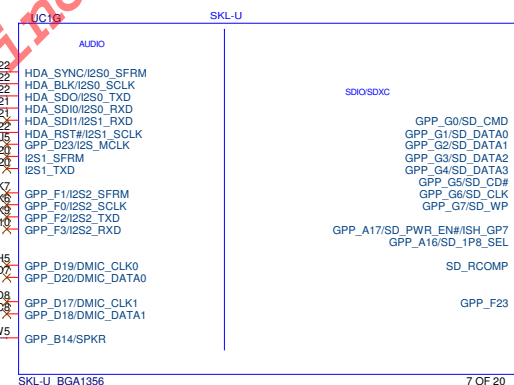 UC1G
SKL-U
AUDIO
HDA_SYNC/I2S0_SFRM
HDA_BLK/I2S0_SCLK
HDA_SDO/I2S0_TXD
HDA_SDI0/I2S0_RXD
HDA_SDI1/I2S1_RXD
HDA_RST#/I2S1_SCLK
GPP_D23/I2S_MCLK
I2S1_SFRM
I2S1_TXD
GPP_F1/I2S2_SFRM
GPP_F0/I2S2_SCLK
GPP_F2/I2S2_TXD
GPP_F3/I2S2_RXD
GPP_D19/DMIC_CLK0
GPP_D20/DMIC_DATA0
GPP_D17/DMIC_CLK1
GPP_D18/DMIC_DATA1
GPP_B14/SPKR
SDIO/SDXC
GPP_G0/SD_CMD
GPP_G1/SD_DATA0
GPP_G2/SD_DATA1
GPP_G3/SD_DATA2
GPP_G4/SD_DATA3
GPP_G5/SD_CD#
GPP_G6/SD_CLK
GPP_G7/SD_WP
GPP_A17/SD_PWR_EN#/ISH_GP7
GPP_A16/SD_1P8_SEL
SD_RCOMP
GPP_F23
SKL-U_BGA1356
7 OF 20